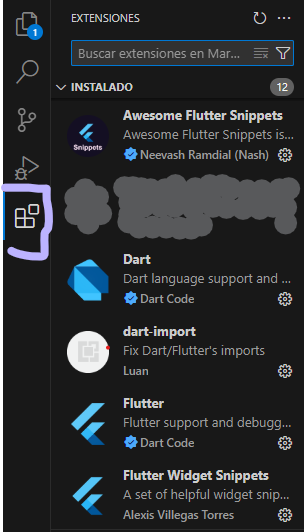 EXTENSIONES
1
Buscar extensiones en Mar...
INSTALADO
12
Awesome Flutter Snippets
Awesome Flutter Snippets is...
Snippets
Neevash Ramdial (Nash)
Dart
Dart language support and ...
Dart Code
dart-import
Fix Dart/Flutter's imports
Luan
Flutter
Flutter support and debugg...
Dart Code
Flutter Widget Snippets
A set of helpful widget snip...
Alexis Villegas Torres